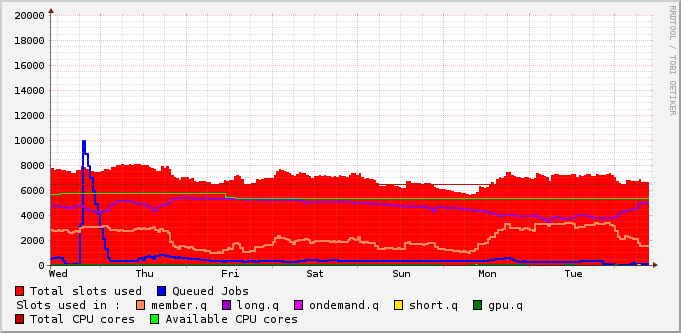 RRDTOOL / TOBI OETIKER
20000
18000
16000
14000
12000
10000
8000
6000
4000
2000
0
Wed Thu Fri Sat Sun Mon Tue
Total slots used Queued Jobs
Slots used in : member.q long.q ondemand.q short.q gpu.q
Total CPU cores Available CPU cores